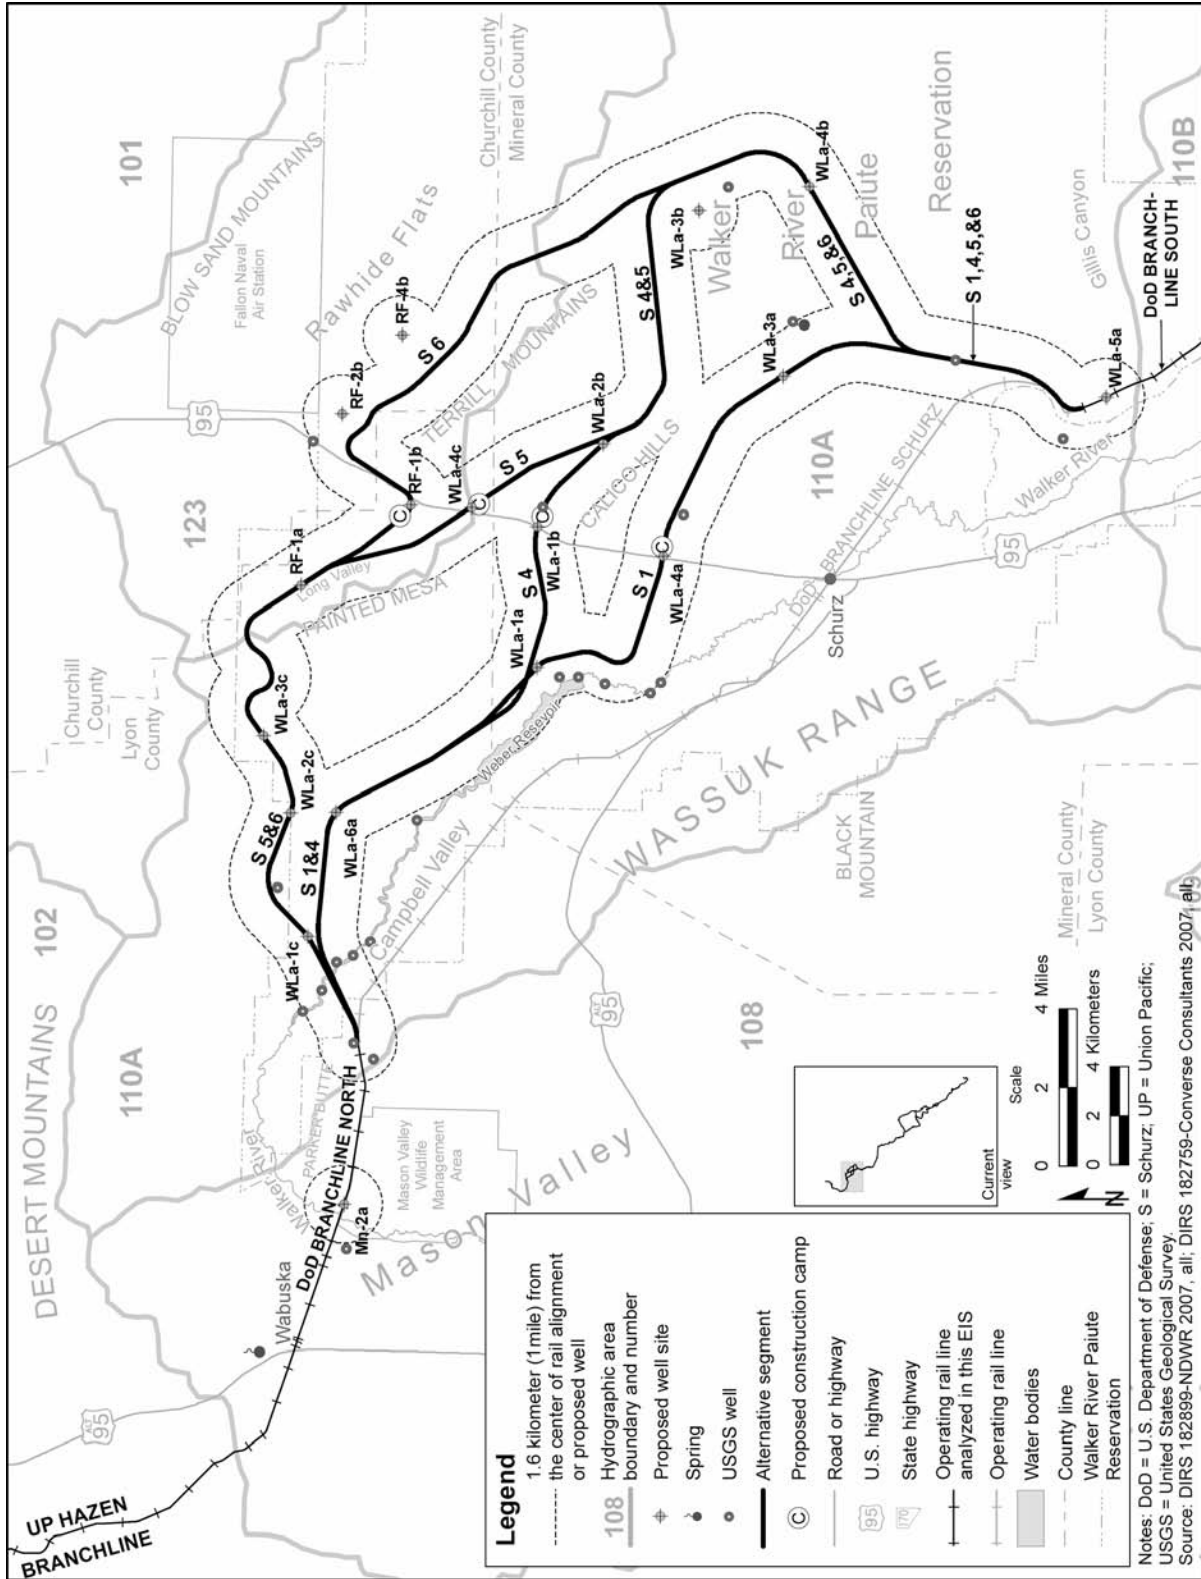 UP HAZEN
BRANCHLINE
DESERT MOUNTAINS
102
110A
Churchill
County
Lyon
County
123
101
BLOW SAND MOUNTAINS
Fallon Naval
Air Station
Rawhide Flats
95
95
ALT
Wabuska
Walker River
PARKER BUTTE
DoD BRANCHLINE NORTH
Mn-2a
Mason Valley
Wildlife
Management
Area
Mason Valley
WLa-1c
S 5&6
WLa-2c
WLa-3c
S 1&4
WLa-6a
Campbell Valley
Weber Resevoir
RF-1a
Long Valley
PAINTED MESA
RF-1b
C
RF-2b
RF-4b
S 6
TERRILL MOUNTAINS
WLa-4c
C
S 5
Churchill County
Mineral County
WLa-1a
S 4
WLa-1b
C
WLa-2b
CALICO HILLS
S 4&5
S 1
C
WLa-4a
WLa-3b
WLa-3a
WLa-4b
S 4,5,&6
Walker
River
Paiute
Reservation
110A
Schurz
DoD BRANCHLINE SCHURZ
95
Walker River
S 1,4,5,&6
WLa-5a
Gillis Canyon
110B
DoD BRANCH-
LINE SOUTH
WASSUK RANGE
BLACK
MOUNTAIN
ALT
95
108
Mineral County
Lyon County
109
Current
view
Scale
0 2 4 Miles
0 2 4 Kilometers
N
Legend
1.6 kilometer (1mile) from
the center of rail alignment
or proposed well
108 Hydrographic area
boundary and number
Proposed well site
Spring
USGS well
Alternative segment
C Proposed construction camp
Road or highway
95 U.S. highway
State highway
Operating rail line
analyzed in this EIS
Operating rail line
Water bodies
County line
Walker River Paiute
Reservation
Notes: DoD = U.S. Department of Defense; S = Schurz; UP = Union Pacific;
USGS = United States Geological Survey.
Source: DIRS 182899-NDWR 2007, all; DIRS 182759-Converse Consultants 2007, all.